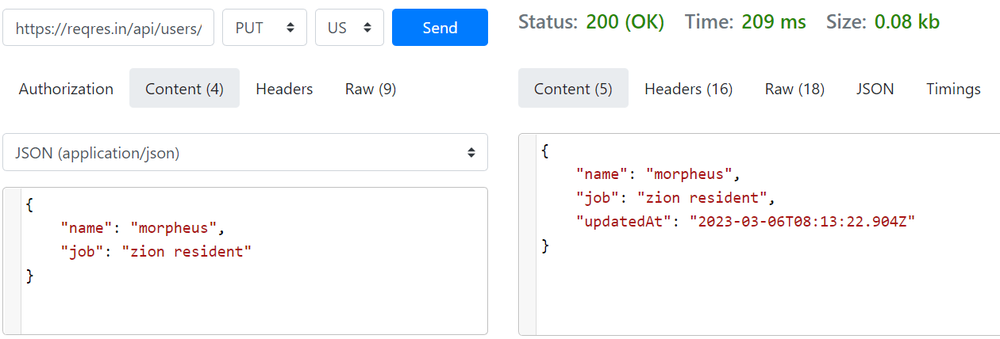 https://reqres.in/api/users/ PUT US Send
Authorization Content (4) Headers Raw (9)
JSON (application/json)
{
    "name": "morpheus",
    "job": "zion resident"
}
Status: 200 (OK) Time: 209 ms Size: 0.08 kb
Content (5) Headers (16) Raw (18) JSON Timings
{
    "name": "morpheus",
    "job": "zion resident",
    "updatedAt": "2023-03-06T08:13:22.904Z"
}